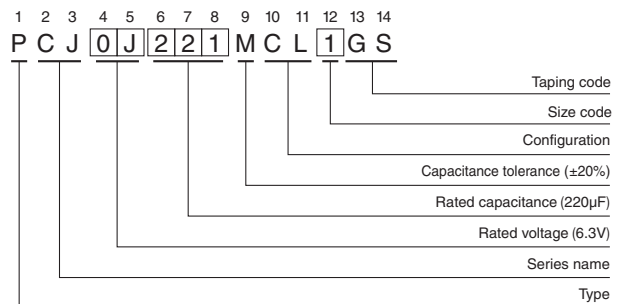 1 2 3 4 5 6 7 8 9 10 11 12 13 14
P C J 0 J 2 2 1 M C L 1 G S
Taping code
Size code
Configuration
Capacitance tolerance (±20%)
Rated capacitance (220μF)
Rated voltage (6.3V)
Series name
Type